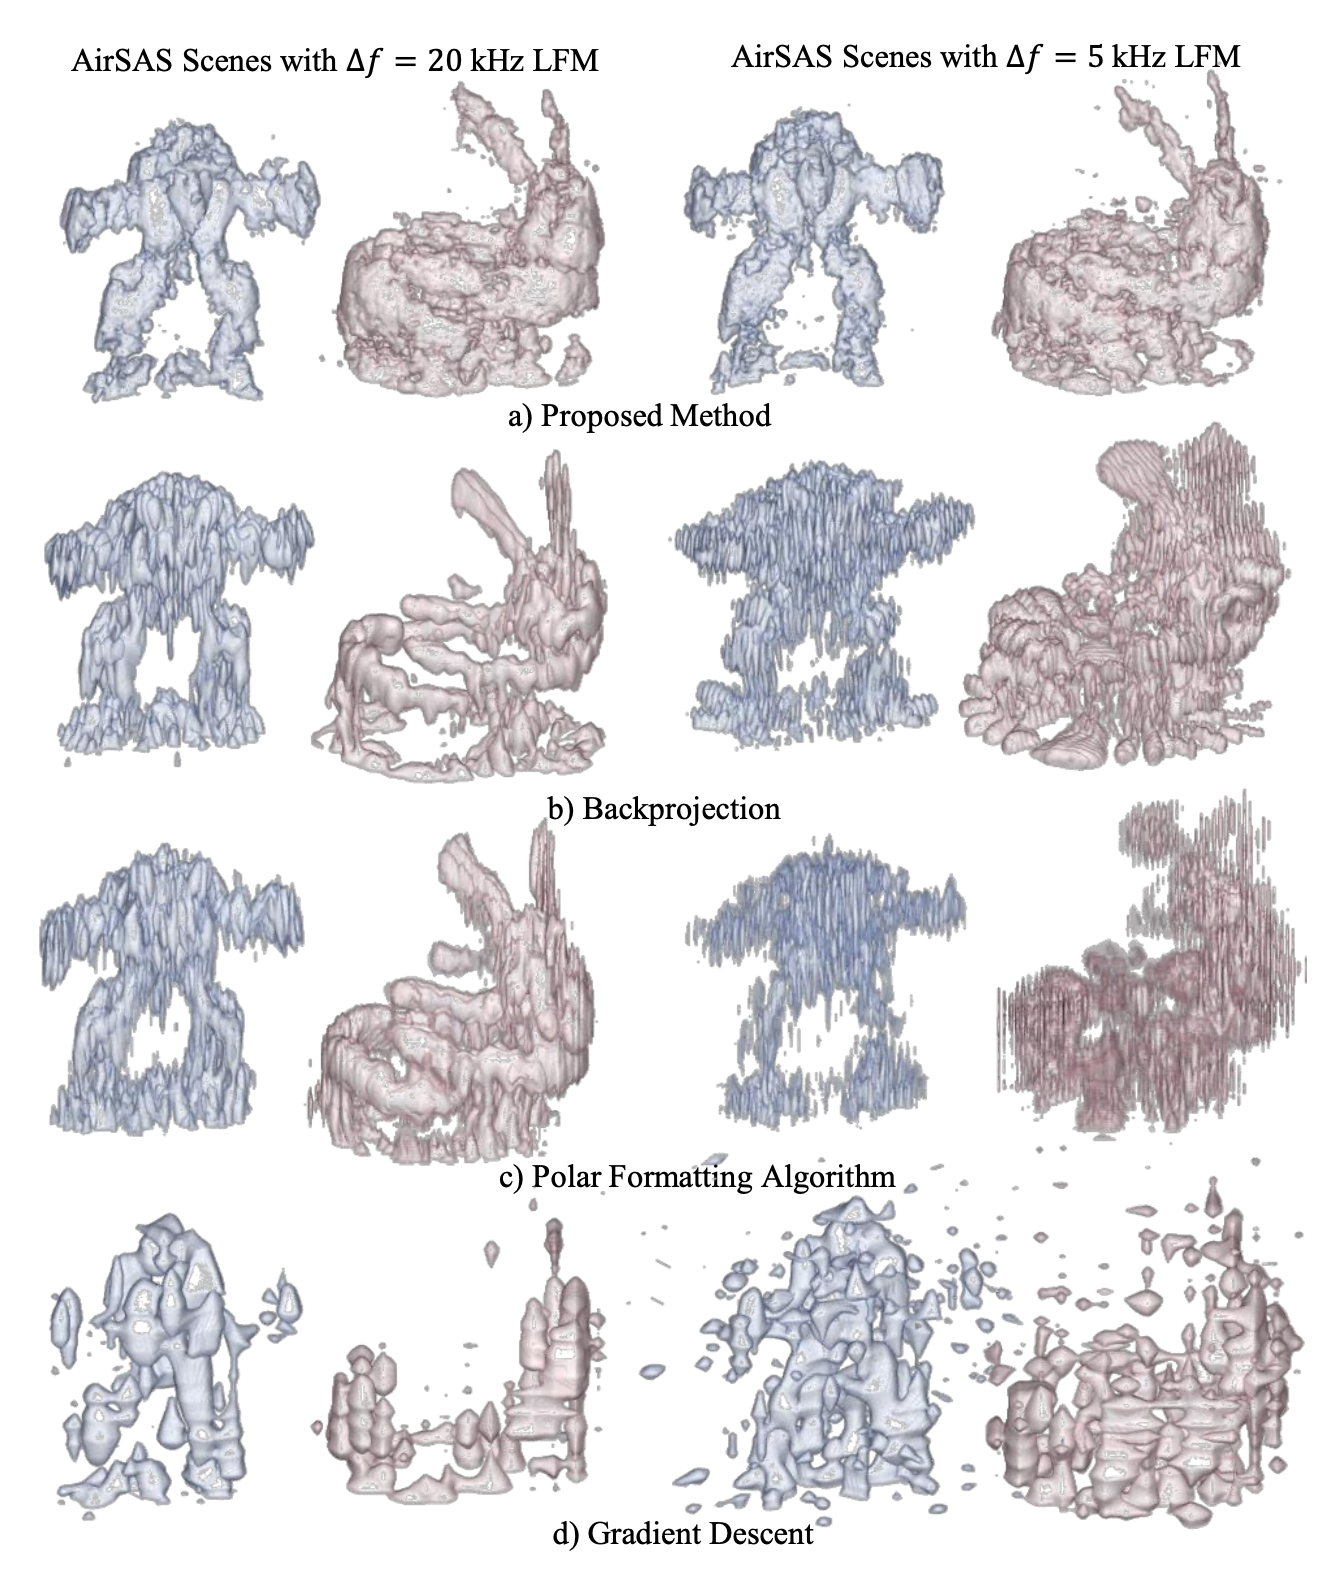 AirSAS Scenes with Δf = 20 kHz LFM
AirSAS Scenes with Δf = 5 kHz LFM
a) Proposed Method
b) Backprojection
c) Polar Formatting Algorithm
d) Gradient Descent